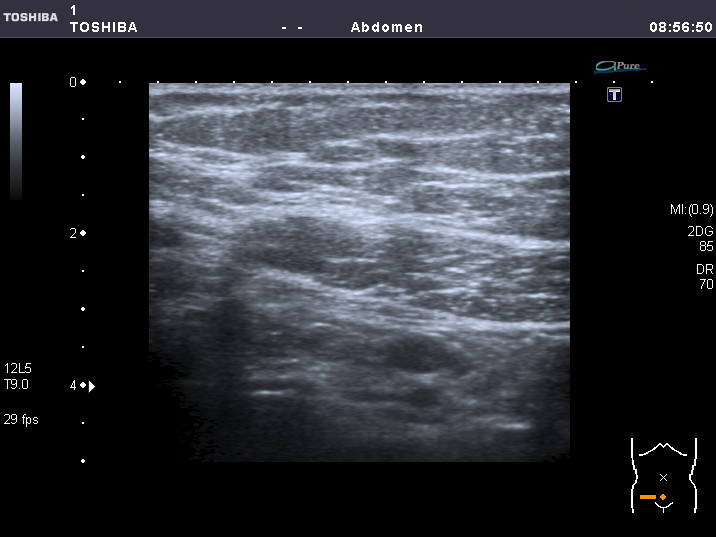 TOSHIBA
1
TOSHIBA - - Abdomen 08:56:50
aPure
T
0
2
4
MI:(0.9)
2DG
85
DR
70
12L5
T9.0
29 fps